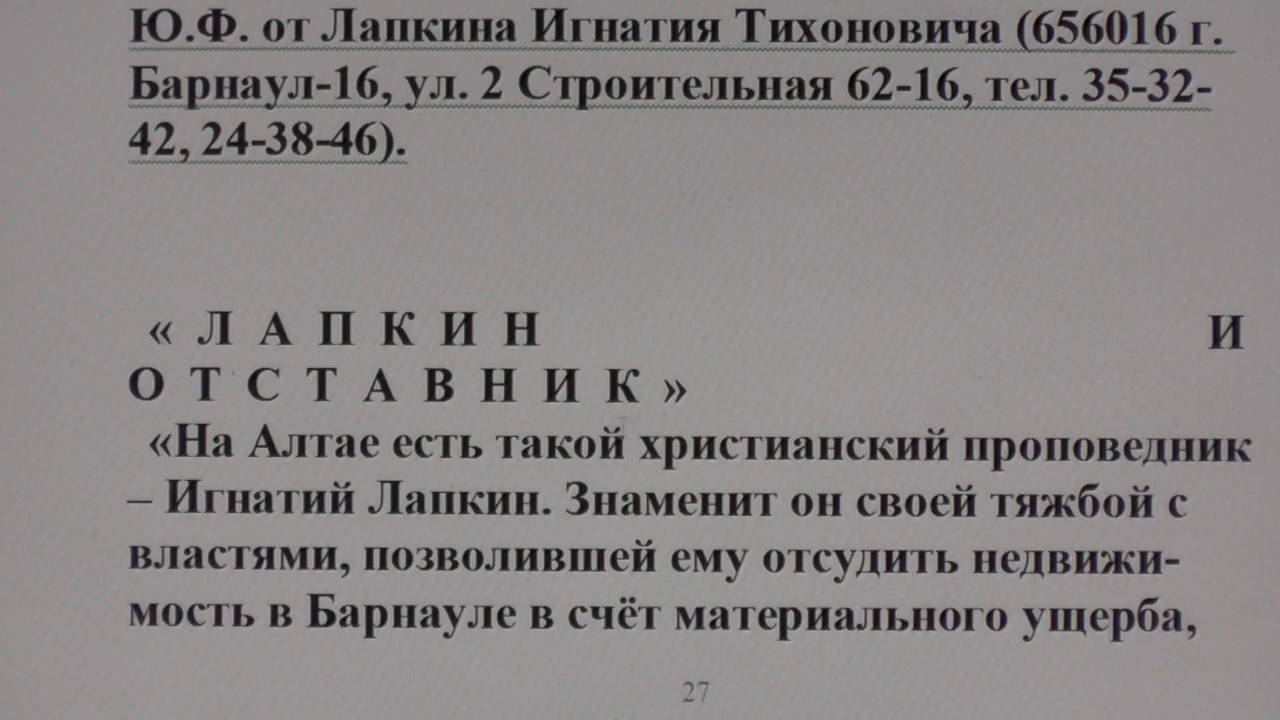 Ю.Ф. от Лапкина Игнатия Тихоновича (656016 г.
Барнаул-16, ул. 2 Строительная 62-16, тел. 35-32-
42, 24-38-46).
« Л А П К И Н И
О Т С Т А В Н И К »
«На Алтае есть такой христианский проповедник
– Игнатий Лапкин. Знаменит он своей тяжбой с
властями, позволившей ему отсудить недвижи-
мость в Барнауле в счёт материального ущерба,
27